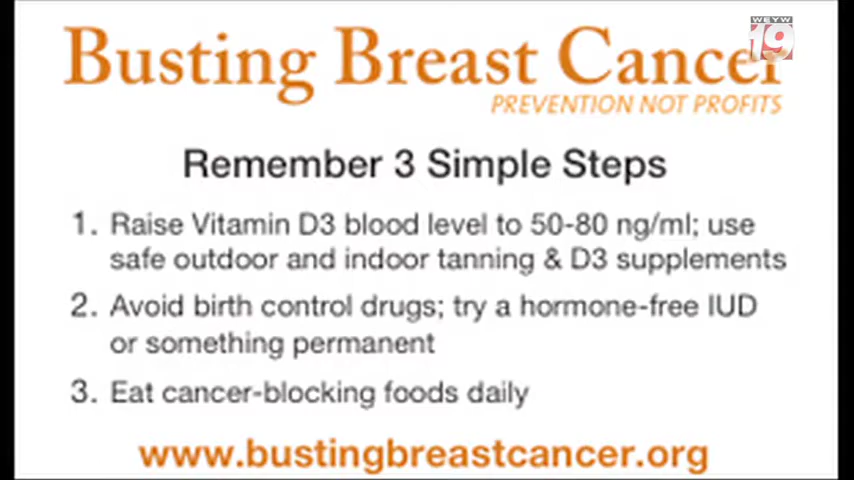 WEYW
19
Busting Breast Cancer
PREVENTION NOT PROFITS
Remember 3 Simple Steps
1. Raise Vitamin D3 blood level to 50-80 ng/ml; use
safe outdoor and indoor tanning & D3 supplements
2. Avoid birth control drugs; try a hormone-free IUD
or something permanent
3. Eat cancer-blocking foods daily
www.bustingbreastcancer.org